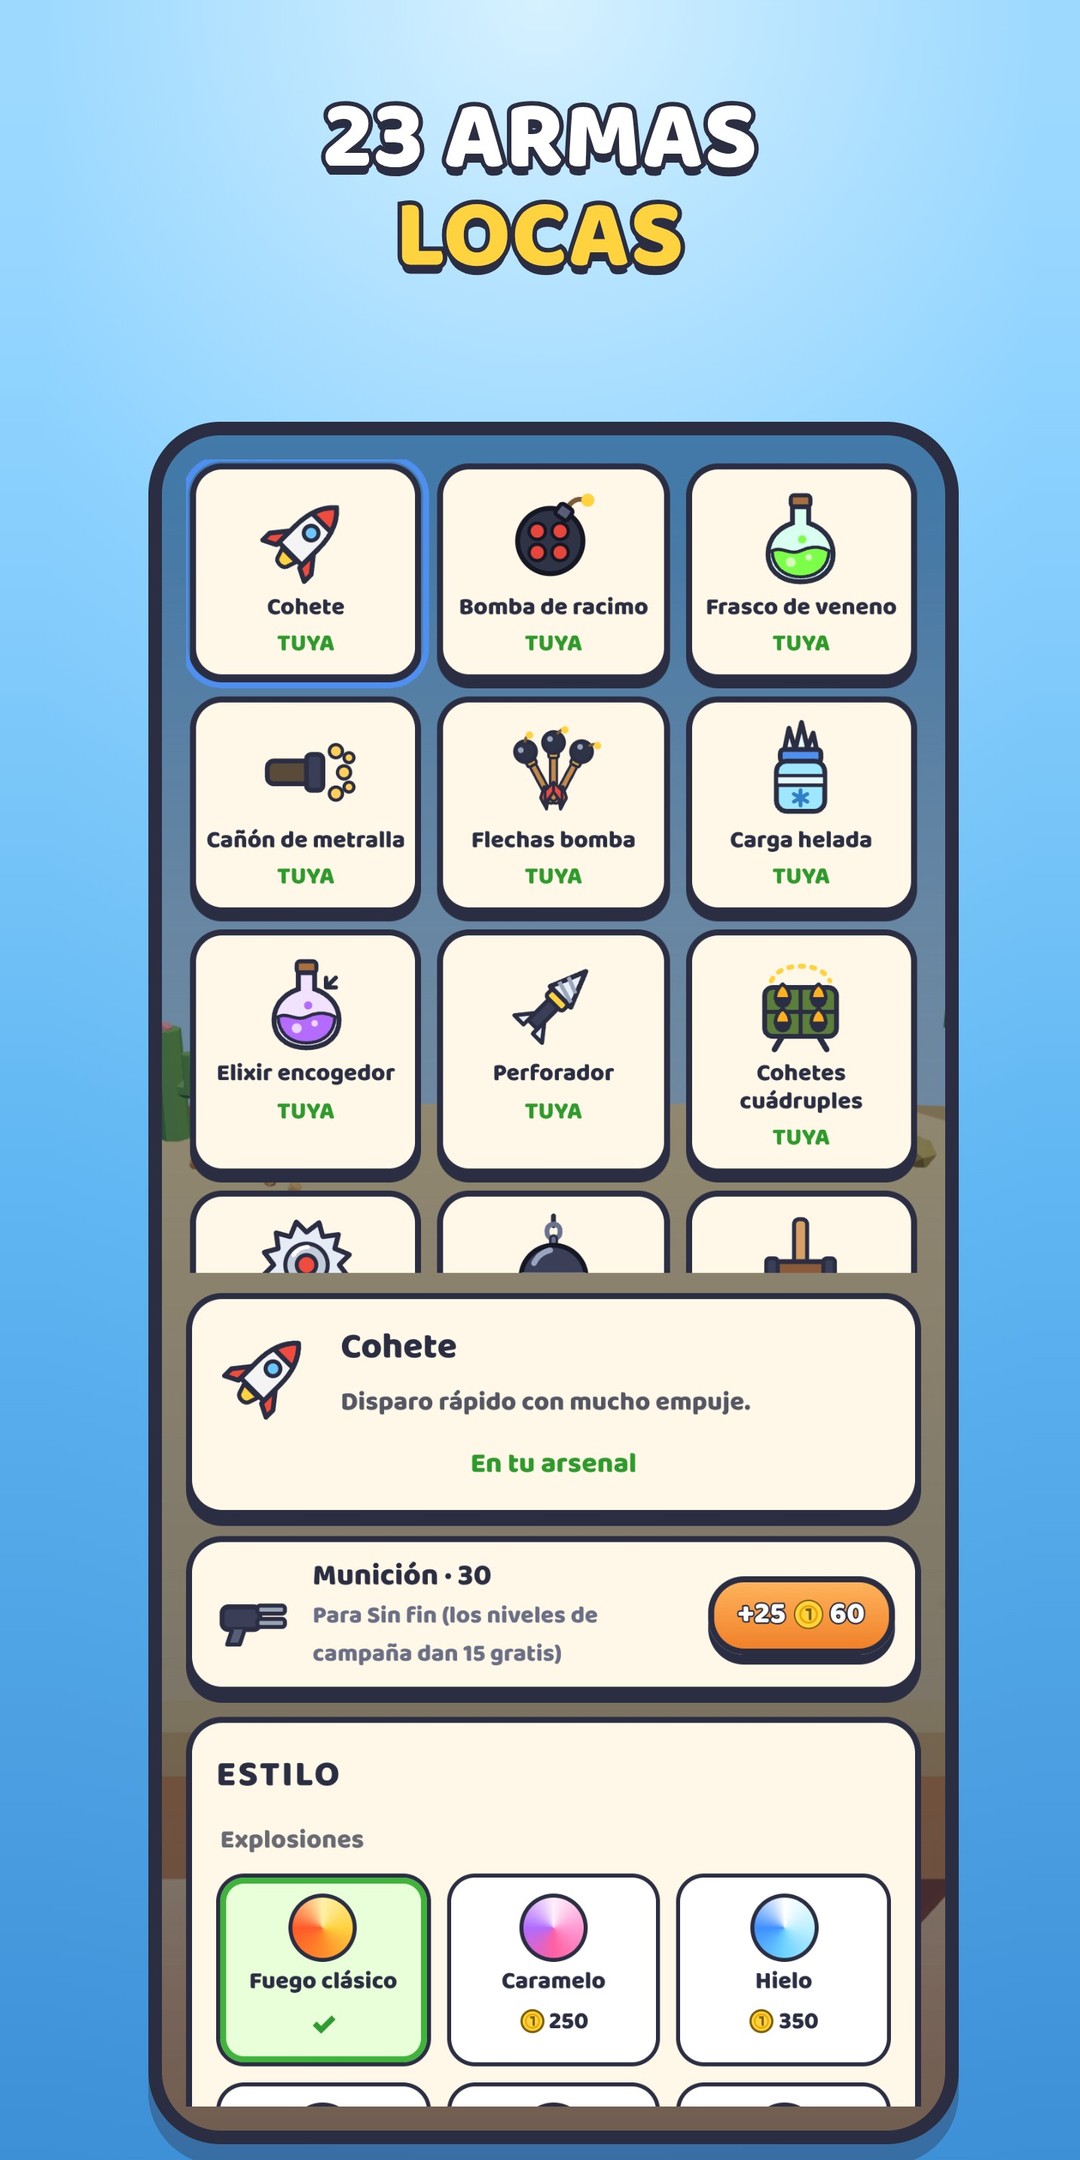 23 ARMAS
LOCAS
Cohete
TUYA
Bomba de racimo
TUYA
Frasco de veneno
TUYA
Cañón de metralla
TUYA
Flechas bomba
TUYA
Carga helada
TUYA
Elixir encogedor
TUYA
Perforador
TUYA
Cohetes
cuádruples
TUYA
Cohete
Disparo rápido con mucho empuje.
En tu arsenal
Munición · 30
Para Sin fin (los niveles de
campaña dan 15 gratis)
+25 1 60
ESTILO
Explosiones
Fuego clásico
Caramelo
1 250
Hielo
1 350